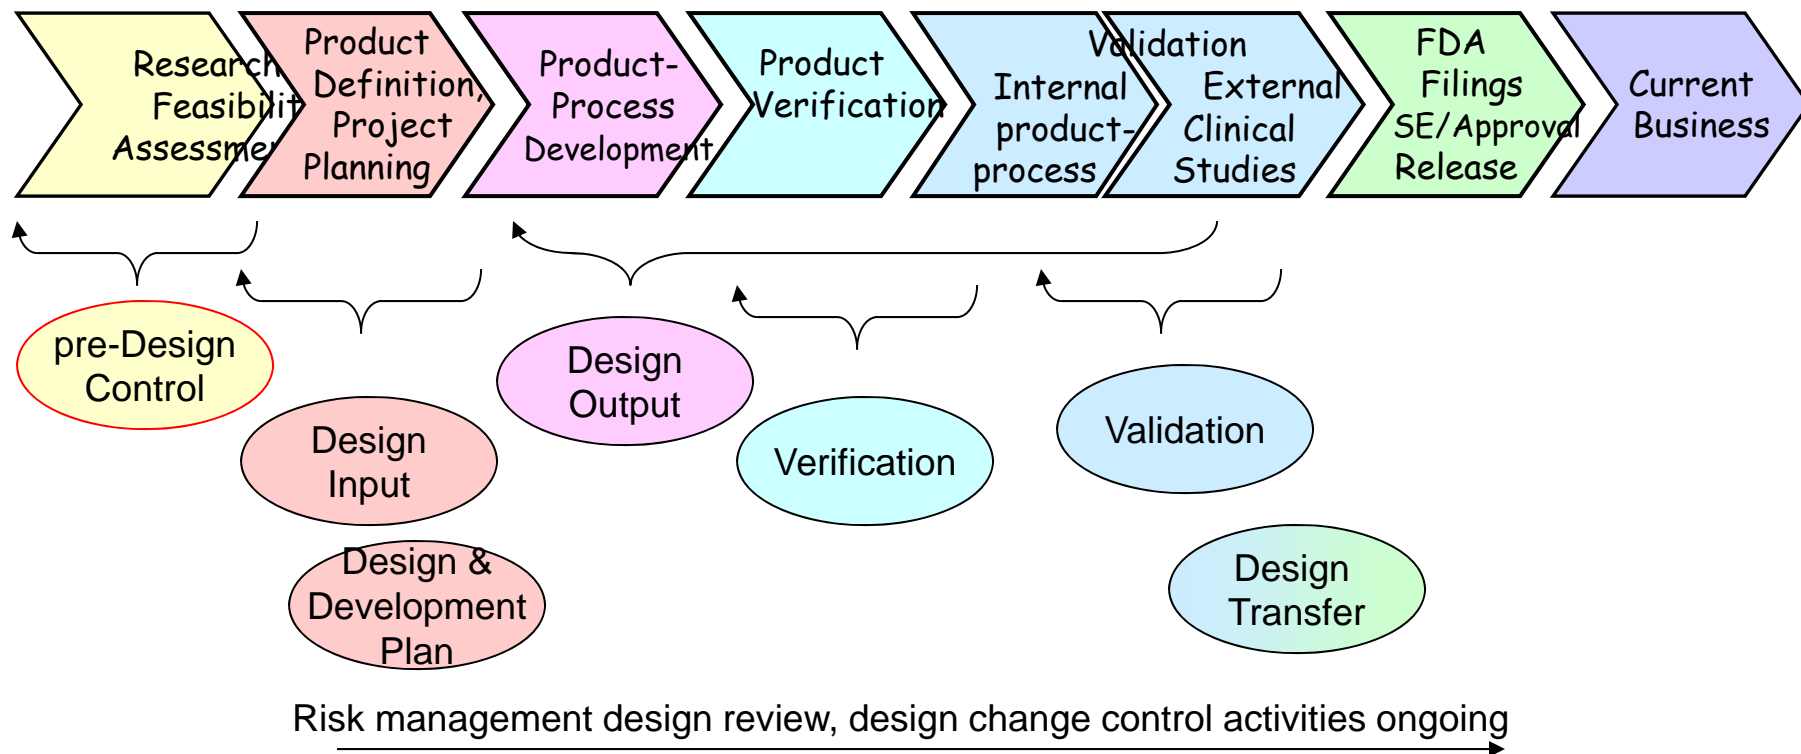 Research
Feasibilit
Assessmen
Product
Definition,
Project
Planning
Product-
Process
Development
Product
Verification
Validation
Internal
product-
process
External
Clinical
Studies
FDA
Filings
SE/Approval
Release
Current
Business
pre-Design
Control
Design
Input
Design &
Development
Plan
Design
Output
Verification
Validation
Design
Transfer
Risk management design review, design change control activities ongoing